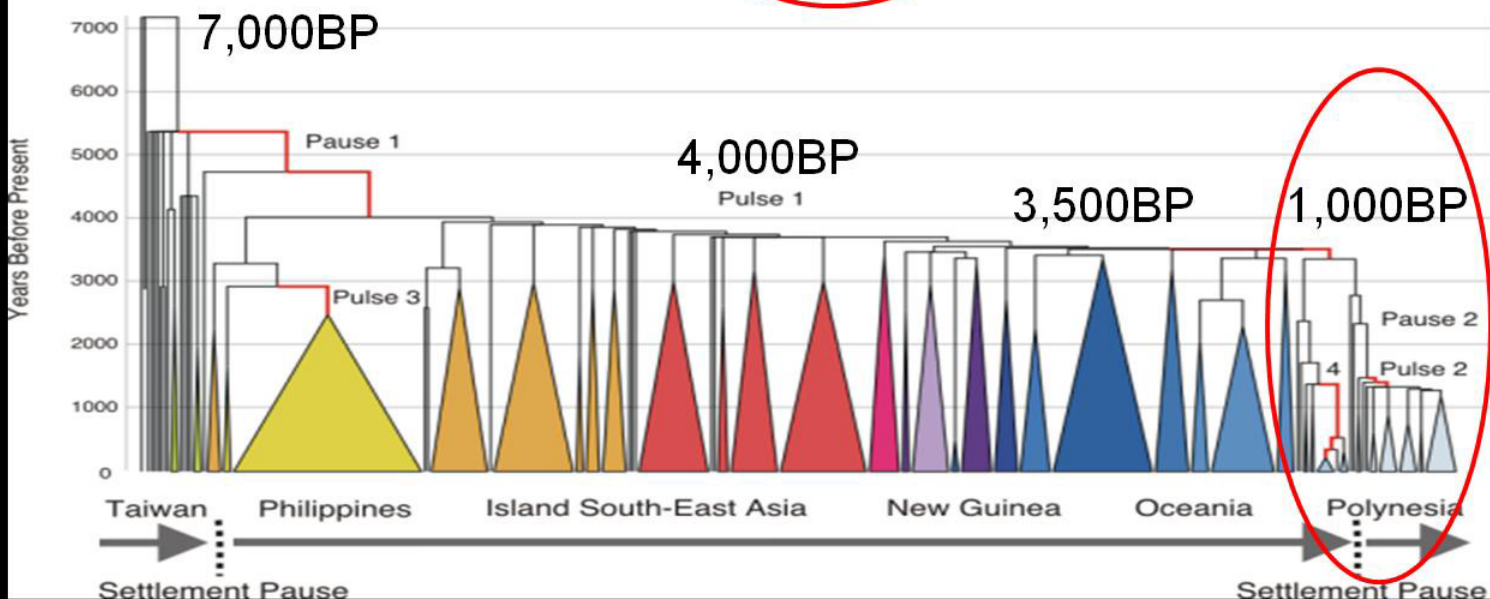 7000
7,000BP
6000
Pause 1
5000
4,000BP
Pulse 1
3,500BP
1,000BP
4000
3000
Pulse 3
Pause 2
2000
4
Pulse 2
1000
0
Years Before Present
Taiwan
Philippines
Island South-East Asia
New Guinea
Oceania
Polynesia
Settlement Pause
Settlement Pause